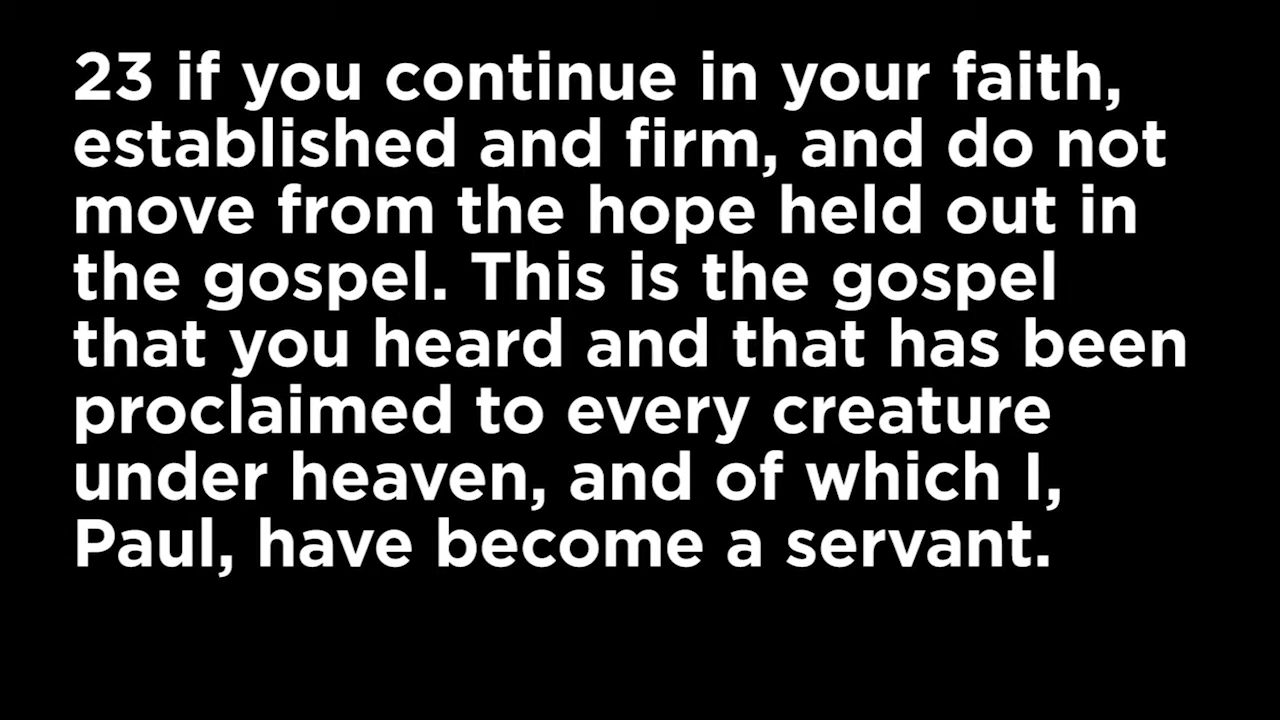 23 if you continue in your faith,
established and firm, and do not
move from the hope held out in
the gospel. This is the gospel
that you heard and that has been
proclaimed to every creature
under heaven, and of which I,
Paul, have become a servant.